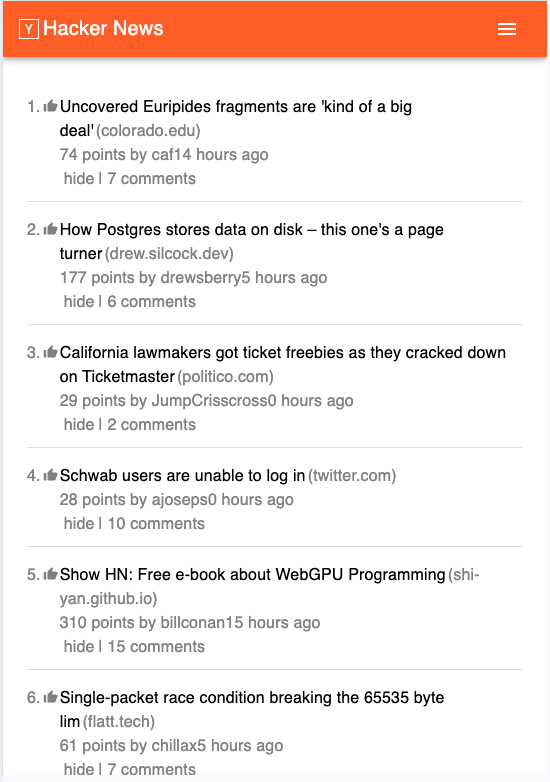 Y Hacker News
1. Uncovered Euripides fragments are 'kind of a big
deal' (colorado.edu)
74 points by caf14 hours ago
hide | 7 comments
2. How Postgres stores data on disk – this one's a page
turner (drew.silcock.dev)
177 points by drewsberry5 hours ago
hide | 6 comments
3. California lawmakers got ticket freebies as they cracked down
on Ticketmaster (politico.com)
29 points by JumpCrisscross0 hours ago
hide | 2 comments
4. Schwab users are unable to log in (twitter.com)
28 points by ajoseps0 hours ago
hide | 10 comments
5. Show HN: Free e-book about WebGPU Programming (shi-
yan.github.io)
310 points by billconan15 hours ago
hide | 15 comments
6. Single-packet race condition breaking the 65535 byte
lim (flatt.tech)
61 points by chillax5 hours ago
hide | 7 comments